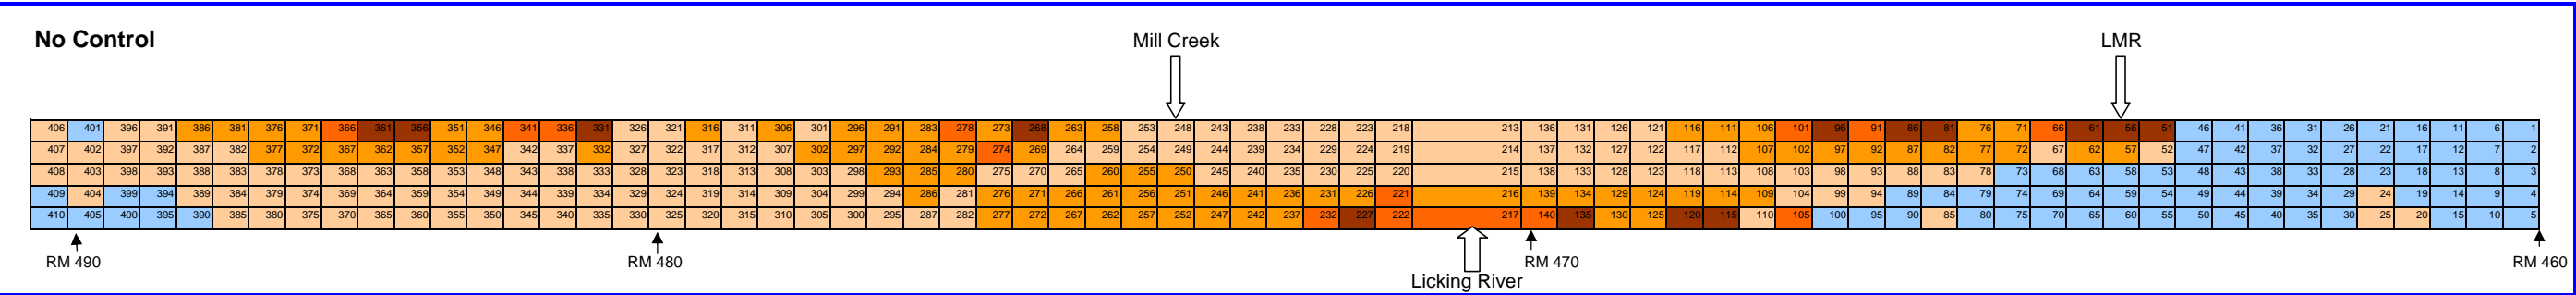 No Control
Mill Creek
LMR
406 401 396 391 386 381 376 371 366 361 356 351 346 341 336 331 326 321 316 311 306 301 296 291 283 278 273 268 263 258 253 248 243 238 233 228 223 218 213 136 131 126 121 116 111 106 101 96 91 86 81 76 71 66 61 56 51 46 41 36 31 26 21 16 11 6 1
407 402 397 392 387 382 377 372 367 362 357 352 347 342 337 332 327 322 317 312 307 302 297 292 284 279 274 269 264 259 254 249 244 239 234 229 224 219 214 137 132 127 122 117 112 107 102 97 92 87 82 77 72 67 62 57 52 47 42 37 32 27 22 17 12 7 2
408 403 398 393 388 383 378 373 368 363 358 353 348 343 338 333 328 323 318 313 308 303 298 293 285 280 275 270 265 260 255 250 245 240 235 230 225 220 215 138 133 128 123 118 113 108 103 98 93 88 83 78 73 68 63 58 53 48 43 38 33 28 23 18 13 8 3
409 404 399 394 389 384 379 374 369 364 359 354 349 344 339 334 329 324 319 314 309 304 299 294 286 281 276 271 266 261 256 251 246 241 236 231 226 221 216 139 134 129 124 119 114 109 104 99 94 89 84 79 74 69 64 59 54 49 44 39 34 29 24 19 14 9 4
410 405 400 395 390 385 380 375 370 365 360 355 350 345 340 335 330 325 320 315 310 305 300 295 287 282 277 272 267 262 257 252 247 242 237 232 227 222 217 140 135 130 125 120 115 110 105 100 95 90 85 80 75 70 65 60 55 50 45 40 35 30 25 20 15 10 5
RM 490
RM 480
RM 470
RM 460
Licking River